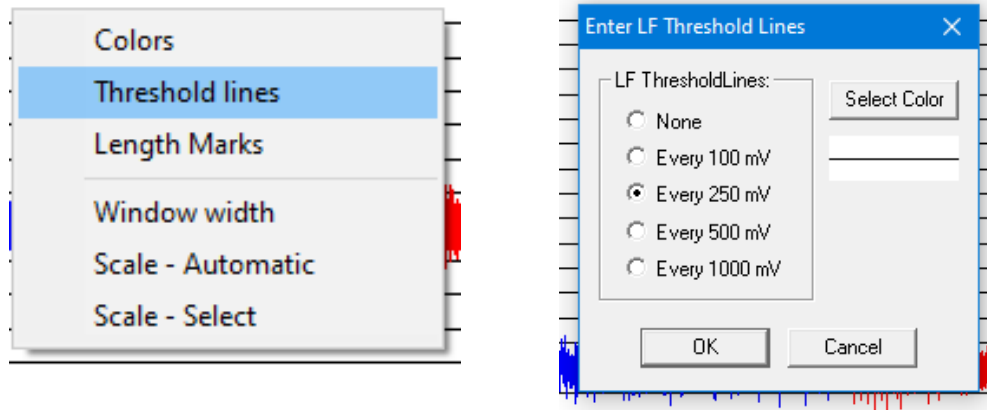 Colors
Threshold lines
Length Marks
Window width
Scale - Automatic
Scale - Select
Enter LF Threshold Lines
LF ThresholdLines:
None
Every 100 mV
Every 250 mV
Every 500 mV
Every 1000 mV
Select Color
OK
Cancel